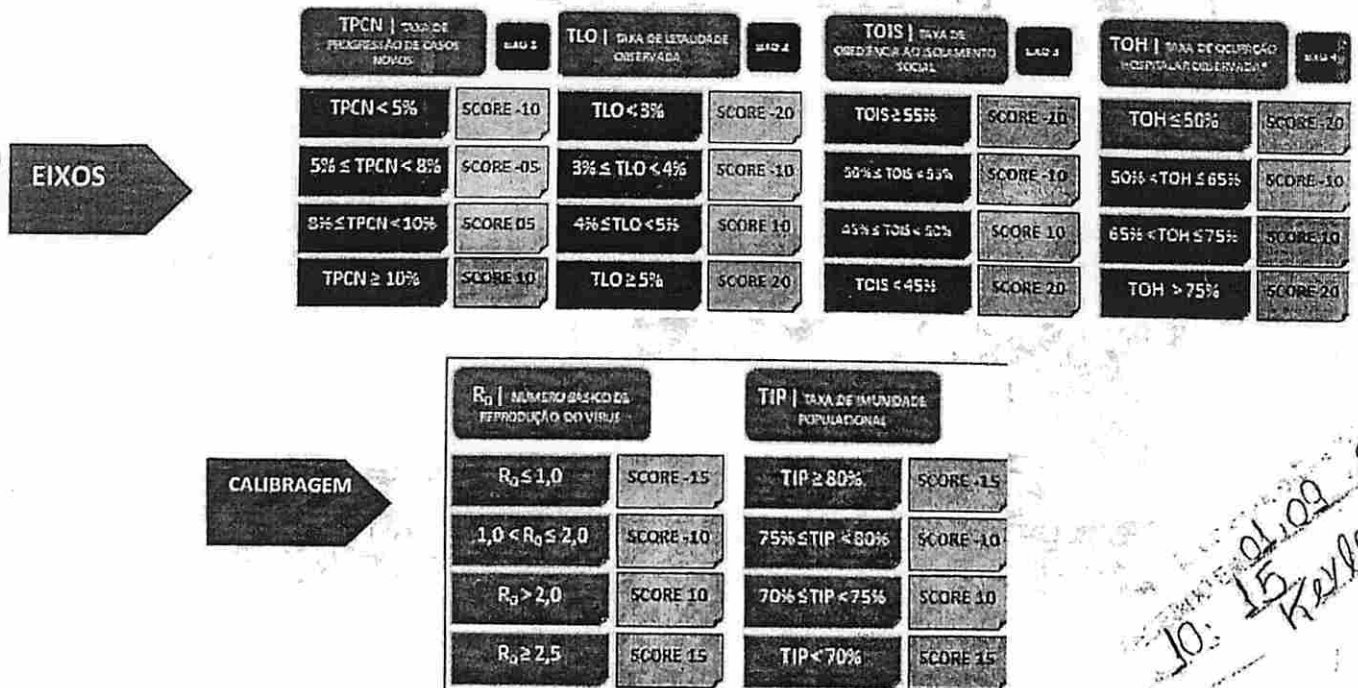 TPCN | TAXA DE
PROGRESSÃO DE CASOS
NOVOS
TLO | TAXA DE LETALIDADE
OBSERVADA
TOIS | TAXA DE
OBEDIÊNCIA AO ISOLAMENTO
SOCIAL
TOH | TAXA DE OCUPAÇÃO
HOSPITALAR OBSERVADA*
EIXOS
TPCN < 5% SCORE -10 TLO < 3% SCORE -20 TOIS ≥ 55% SCORE -20 TOH ≤ 50% SCORE -20
5% ≤ TPCN < 8% SCORE -05 3% ≤ TLO < 4% SCORE -10 50% ≤ TOIS < 55% SCORE -10 50% < TOH ≤ 65% SCORE -10
8% ≤ TPCN < 10% SCORE 05 4% ≤ TLO < 5% SCORE 10 45% ≤ TOIS < 50% SCORE 10 65% < TOH ≤ 75% SCORE 10
TPCN ≥ 10% SCORE 10 TLO ≥ 5% SCORE 20 TOIS < 45% SCORE 20 TOH > 75% SCORE 20
R₀ | NÚMERO BÁSICO DE
REPRODUÇÃO DO VÍRUS
TIP | TAXA DE IMUNIDADE
POPULACIONAL
CALIBRAGEM
R₀ ≤ 1,0 SCORE -15 TIP ≥ 80% SCORE -15
1,0 < R₀ ≤ 2,0 SCORE -10 75% ≤ TIP < 80% SCORE -10
R₀ > 2,0 SCORE 10 70% ≤ TIP < 75% SCORE 10
R₀ ≥ 2,5 SCORE 15 TIP < 70% SCORE 15
01.09
15